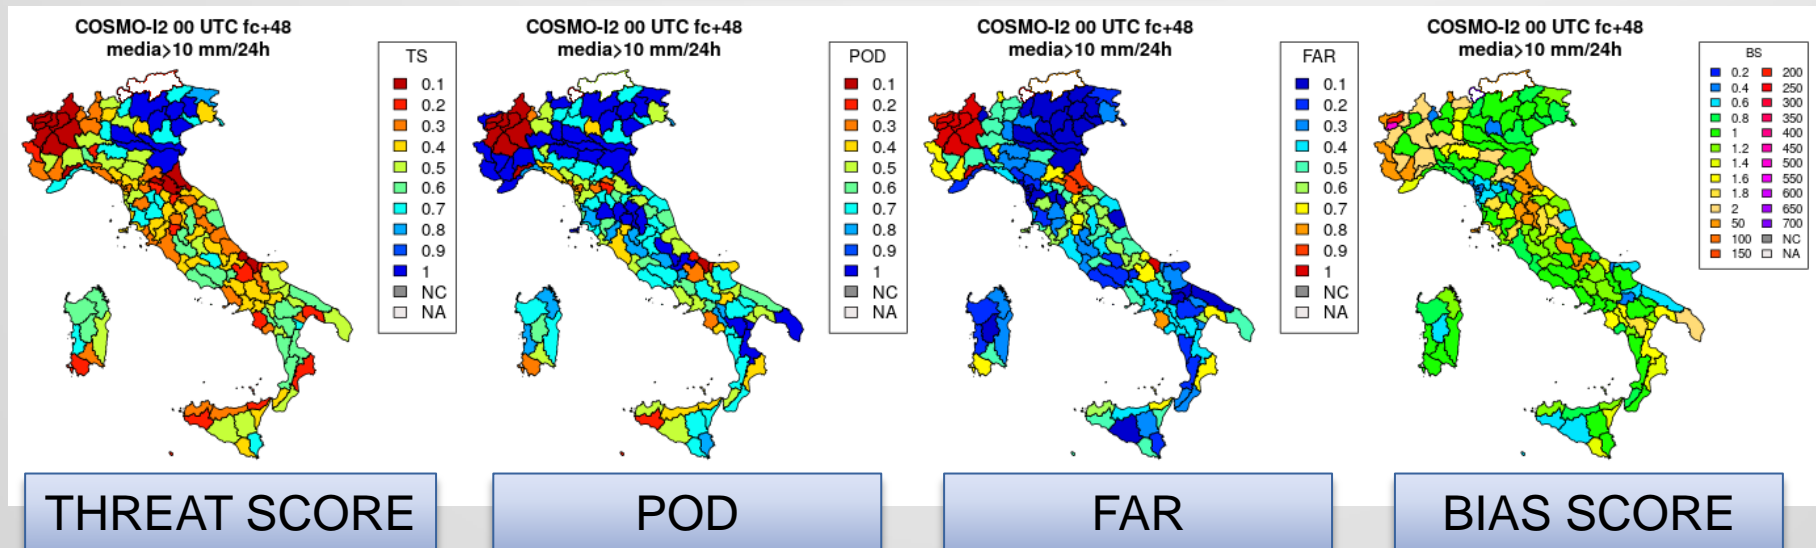 COSMO-I2 00 UTC fc+48
media>10 mm/24h
TS
0.1
0.2
0.3
0.4
0.5
0.6
0.7
0.8
0.9
1
NC
NA
COSMO-I2 00 UTC fc+48
media>10 mm/24h
POD
0.1
0.2
0.3
0.4
0.5
0.6
0.7
0.8
0.9
1
NC
NA
COSMO-I2 00 UTC fc+48
media>10 mm/24h
FAR
0.1
0.2
0.3
0.4
0.5
0.6
0.7
0.8
0.9
1
NC
NA
COSMO-I2 00 UTC fc+48
media>10 mm/24h
BS
0.2 200
0.4 250
0.6 300
0.8 350
1 400
1.2 450
1.4 500
1.6 550
1.8 600
2 650
50 700
100 NC
150 NA
THREAT SCORE
POD
FAR
BIAS SCORE